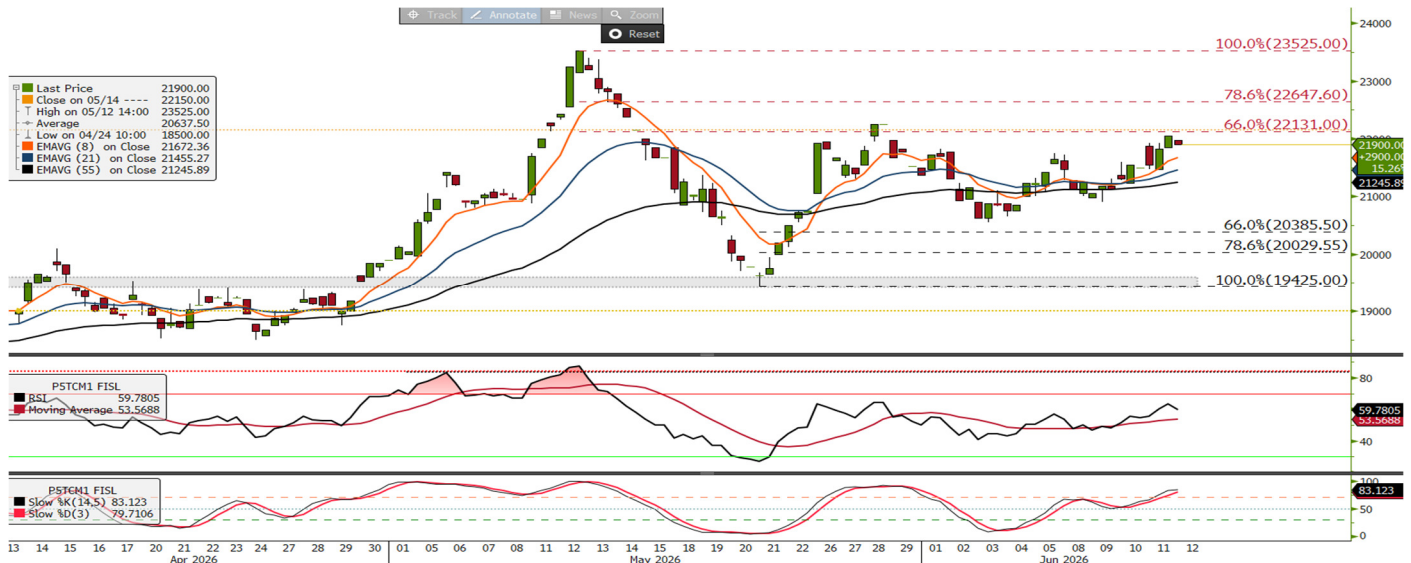 Track Annotate News Zoom
Reset
24000
100.0%(23525.00)
23000
78.6%(22647.60)
66.0%(22131.00)
21900.00
15.26
21245.89
21000
66.0%(20385.50)
78.6%(20029.55)
20000
100.0%(19425.00)
19000
Last Price 21900.00
Close on 05/14 ---- 22150.00
High on 05/12 14:00 23525.00
Average 20637.50
Low on 04/24 10:00 18500.00
EMAVG (8) on Close 21672.36
EMAVG (21) on Close 21455.27
EMAVG (55) on Close 21245.89
P5TCM1 FISL
RSI 59.7805
Moving Average 53.5688
80
59.7805
53.5688
40
P5TCM1 FISL
Slow %K(14,5) 83.123
Slow %D(3) 79.7106
100
83.123
50
0
13 14 15 16 17 20 21 22 23 24 27 28 29 30 01 05 06 07 08 11 12 13 14 15 18 19 20 21 22 26 27 28 29 01 02 03 04 05 08 09 10 11 12
Apr 2026 May 2026 Jun 2026